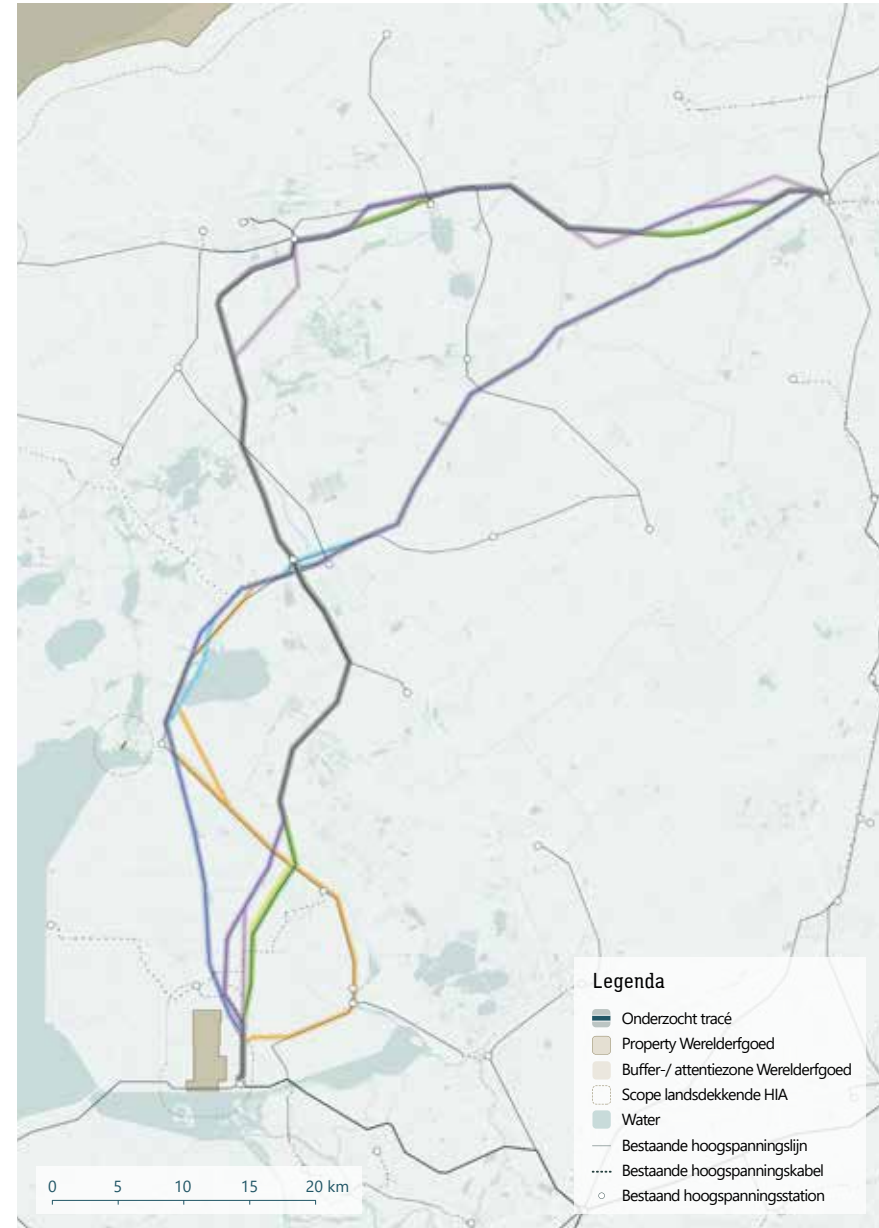 Legenda
Onderzocht tracé
Property Werelderfgoed
Buffer-/ attentiezone Werelderfgoed
Scope landsdekkende HIA
Water
Bestaande hoogspanningslijn
Bestaande hoogspanningskabel
Bestaand hoogspanningsstation
0 5 10 15 20 km